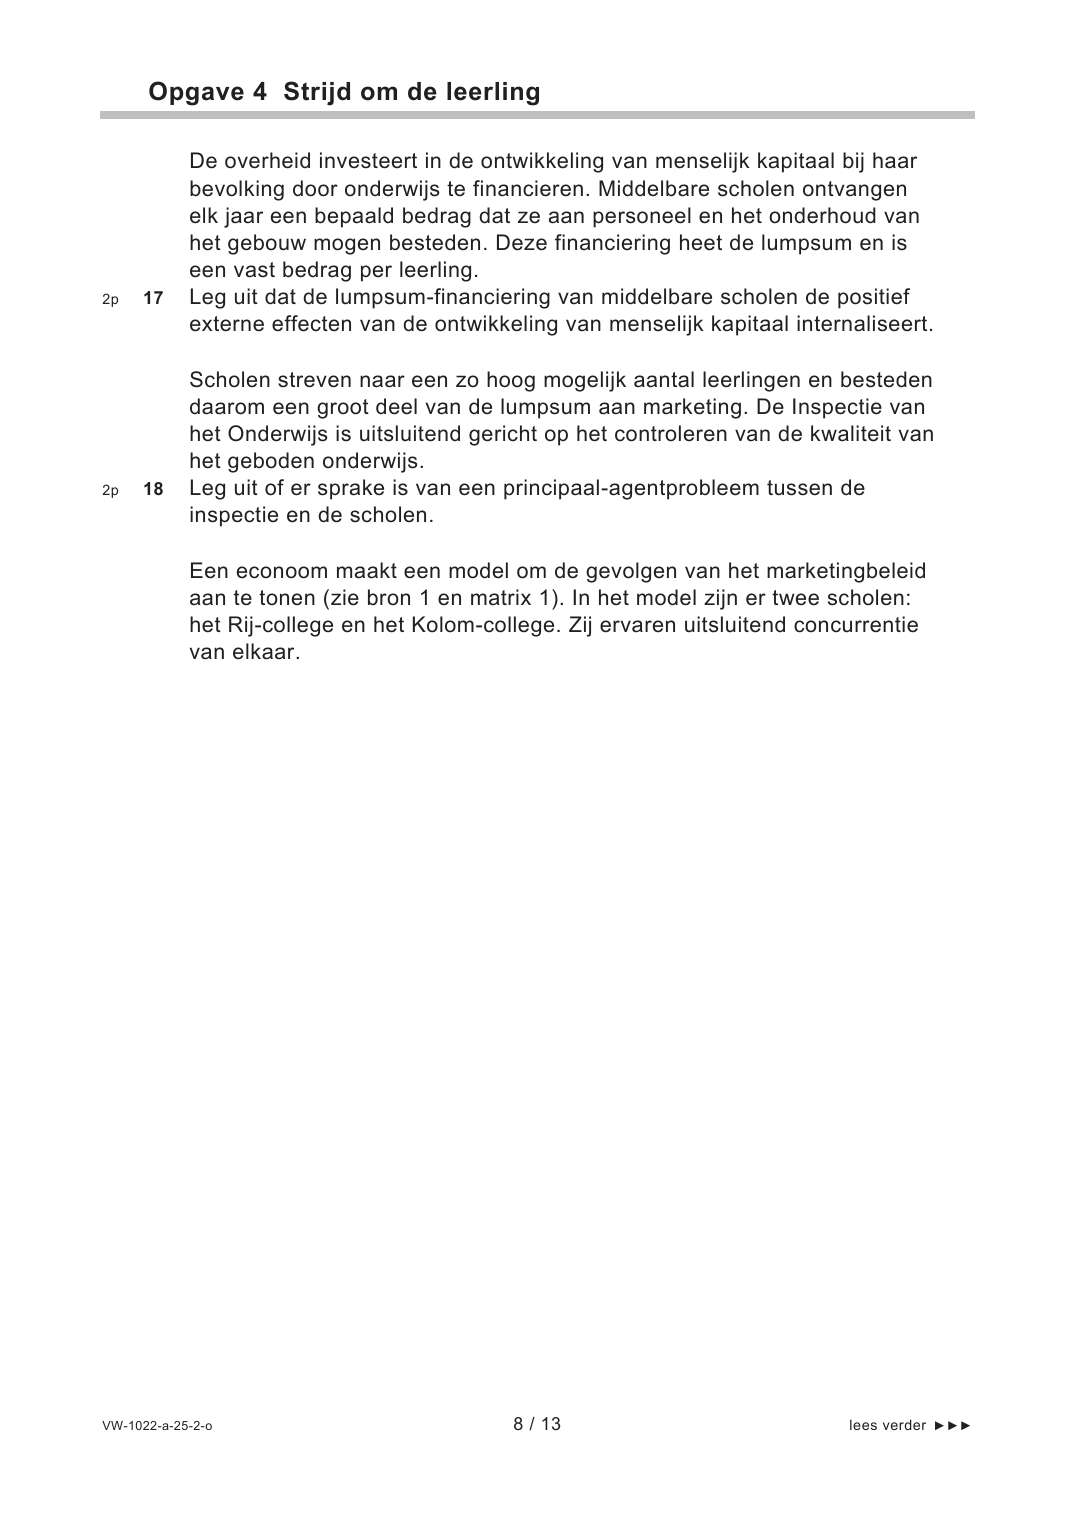 Opgave 4 Strijd om de leerling
De overheid investeert in de ontwikkeling van menselijk kapitaal bij haar
bevolking door onderwijs te financieren. Middelbare scholen ontvangen
elk jaar een bepaald bedrag dat ze aan personeel en het onderhoud van
het gebouw mogen besteden. Deze financiering heet de lumpsum en is
een vast bedrag per leerling.
2p 17 Leg uit dat de lumpsum-financiering van middelbare scholen de positief
externe effecten van de ontwikkeling van menselijk kapitaal internaliseert.
Scholen streven naar een zo hoog mogelijk aantal leerlingen en besteden
daarom een groot deel van de lumpsum aan marketing. De Inspectie van
het Onderwijs is uitsluitend gericht op het controleren van de kwaliteit van
het geboden onderwijs.
2p 18 Leg uit of er sprake is van een principaal-agentprobleem tussen de
inspectie en de scholen.
Een econoom maakt een model om de gevolgen van het marketingbeleid
aan te tonen (zie bron 1 en matrix 1). In het model zijn er twee scholen:
het Rij-college en het Kolom-college. Zij ervaren uitsluitend concurrentie
van elkaar.
VW-1022-a-25-2-o 8 / 13 lees verder ►►►